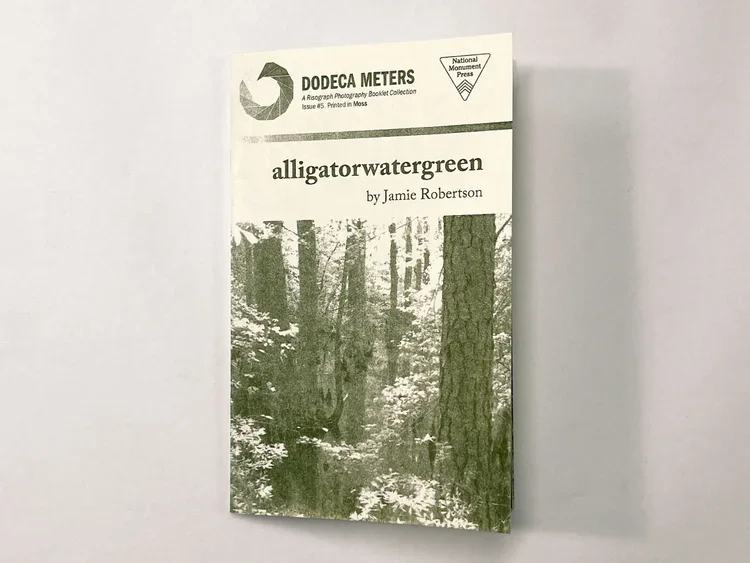 DODECA METERS
A Risograph Photography Booklet Collection
Issue #5. Printed in Moss
National
Monument
Press
alligatorwatergreen
by Jamie Robertson